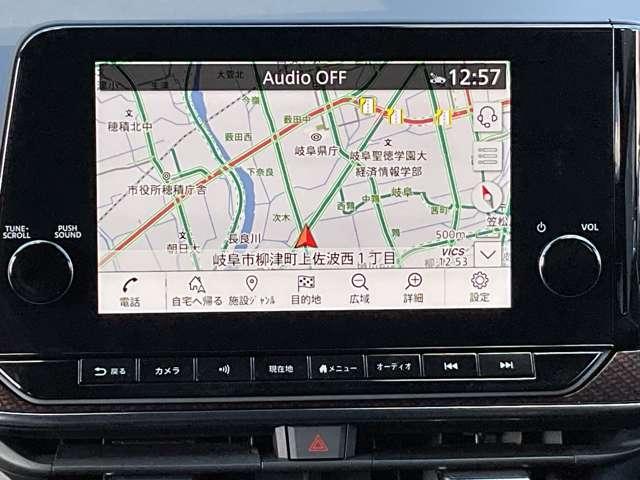 Audio OFF
12:57
大菅北
今嶺
薮田中
穂積北中
薮田西
岐阜県庁
岐阜聖徳学園大
経済情報学部
下奈良
市役所穂積庁舎
岐阜
西鶉
中鶉
茜町
笠松
次木
朝日大
長良川
500m
VICS
12:53
岐阜市柳津町上佐波西1丁目
TUNE・
SCROLL
PUSH
SOUND
VOL
電話
自宅へ帰る
施設ジャンル
目的地
広域
詳細
設定
戻る
カメラ
現在地
メニュー
オーディオ